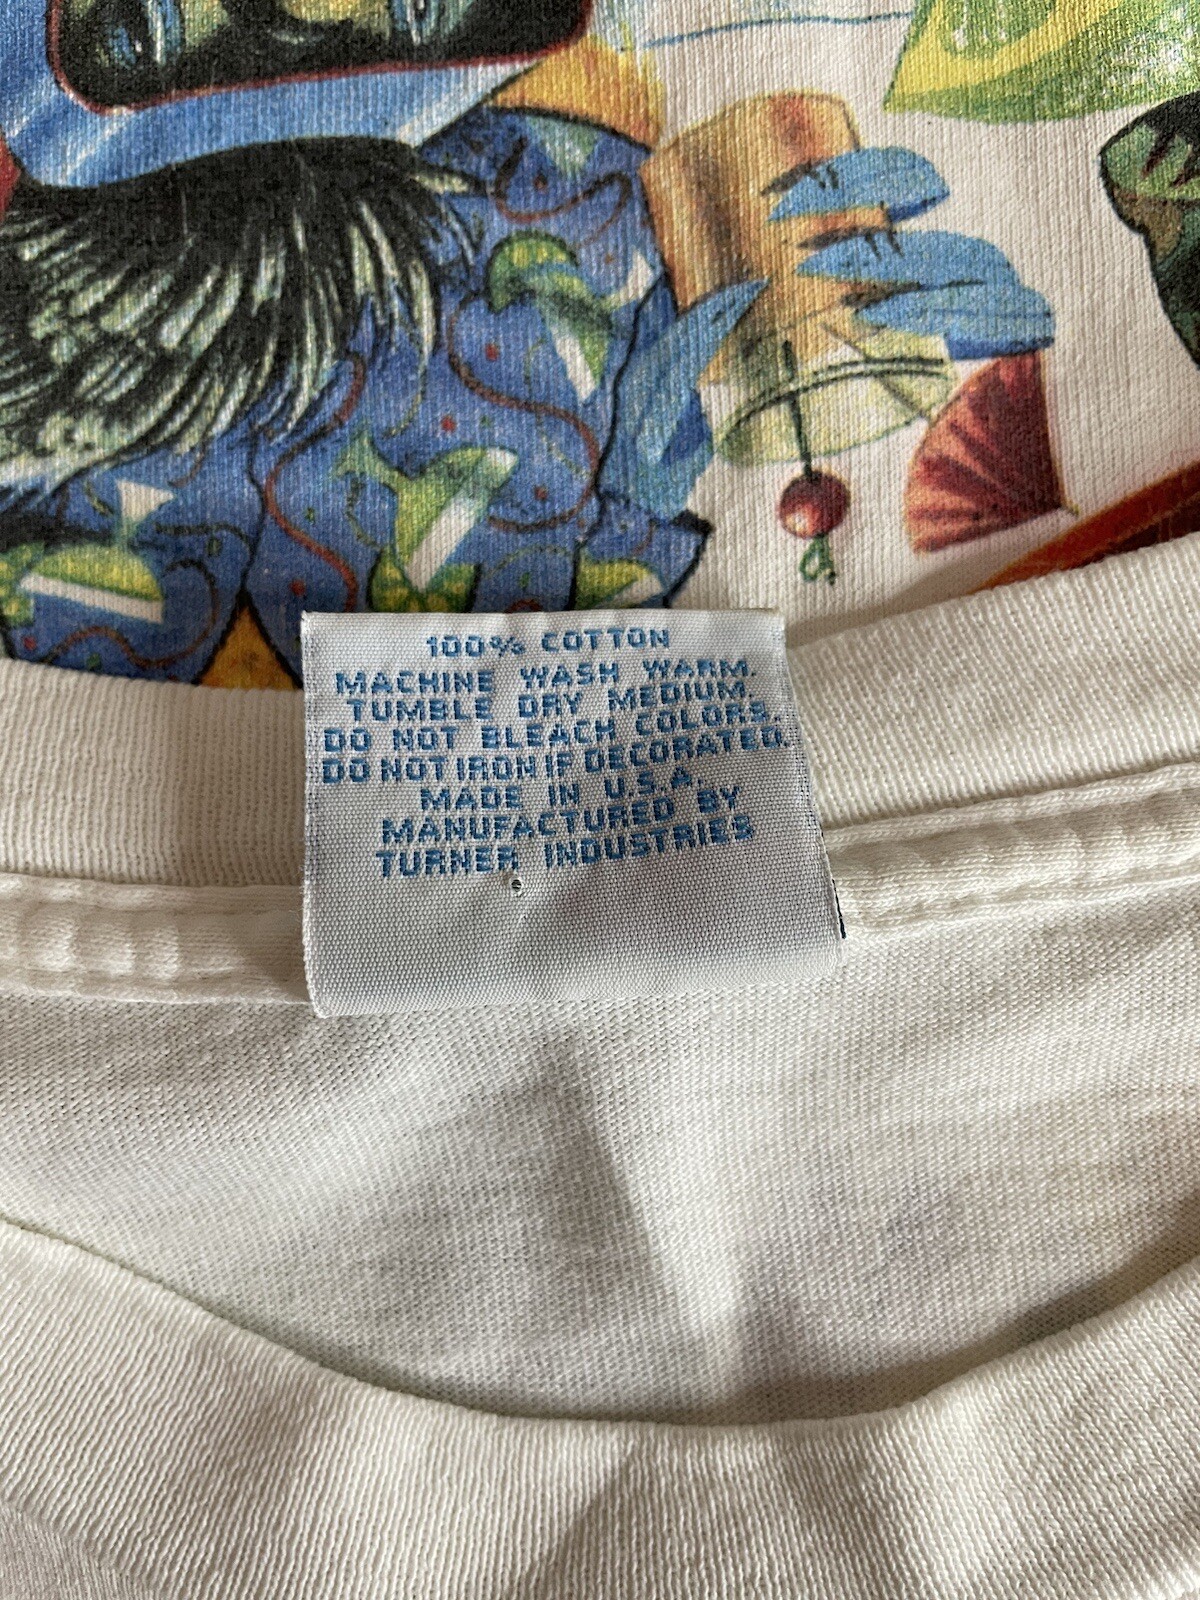 100% COTTON
MACHINE WASH WARM.
TUMBLE DRY MEDIUM.
DO NOT BLEACH COLORS.
DO NOT IRON IF DECORATED.
MADE IN U.S.A.
MANUFACTURED BY
TURNER INDUSTRIES